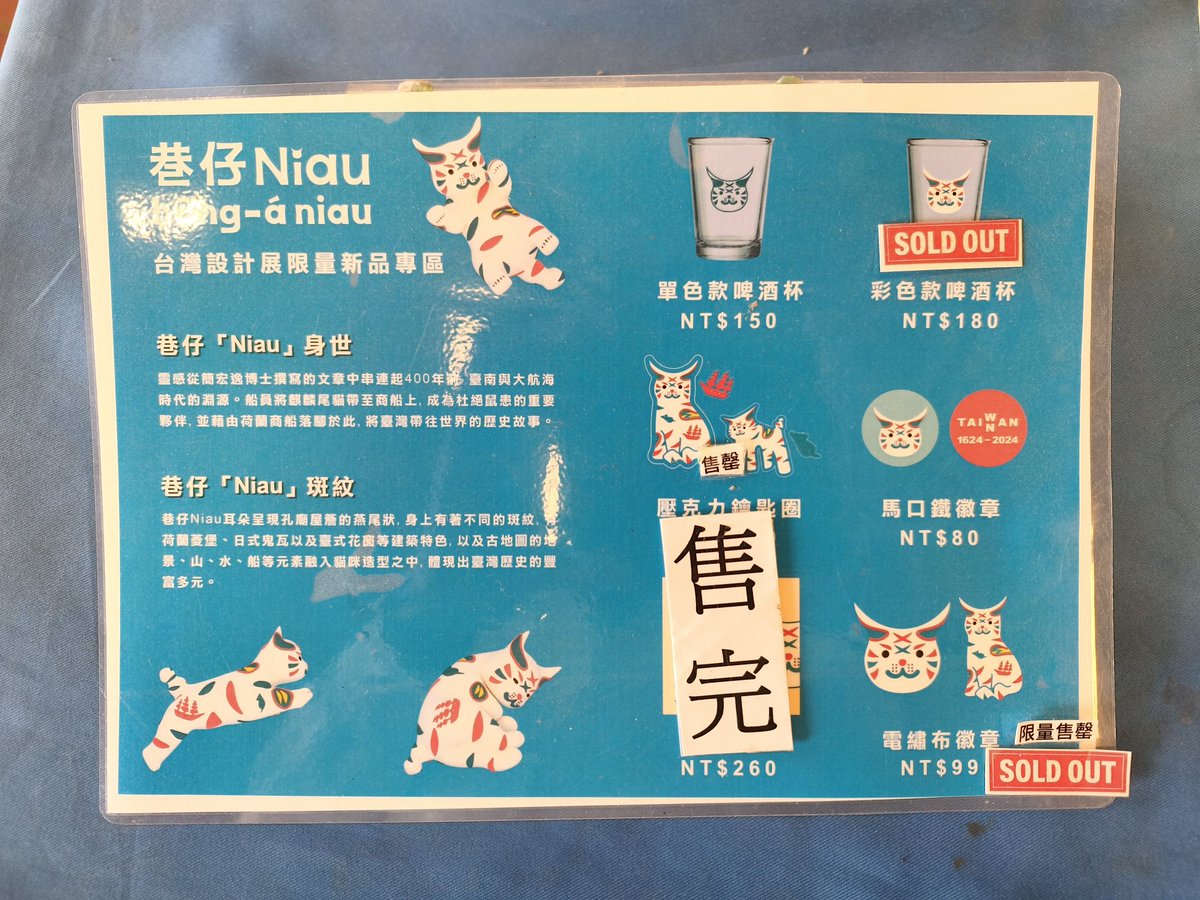 巷仔Niau
hāng-á niau
台灣設計展限量新品專區
巷仔「Niau」身世
靈感從簡宏逸博士撰寫的文章中串連起400年前, 臺南與大航海
時代的淵源。船員將麒麟尾貓帶至商船上, 成為杜絕鼠患的重要
夥伴, 並藉由荷蘭商船落腳於此, 將臺灣帶往世界的歷史故事。
巷仔「Niau」斑紋
巷仔Niau耳朵呈現孔廟屋簷的燕尾狀, 身上有著不同的斑紋, 有
荷蘭菱堡、日式鬼瓦以及臺式花窗等建築特色, 以及古地圖的地
景、山、水、船等元素融入貓咪造型之中, 體現出臺灣歷史的豐
富多元。
單色款啤酒杯
NT$150
SOLD OUT
彩色款啤酒杯
NT$180
售罄
壓克力鑰匙圈
TAIWAN
1624-2024
馬口鐵徽章
NT$80
售完
NT$260
電繡布徽章
NT$99
限量售罄
SOLD OUT